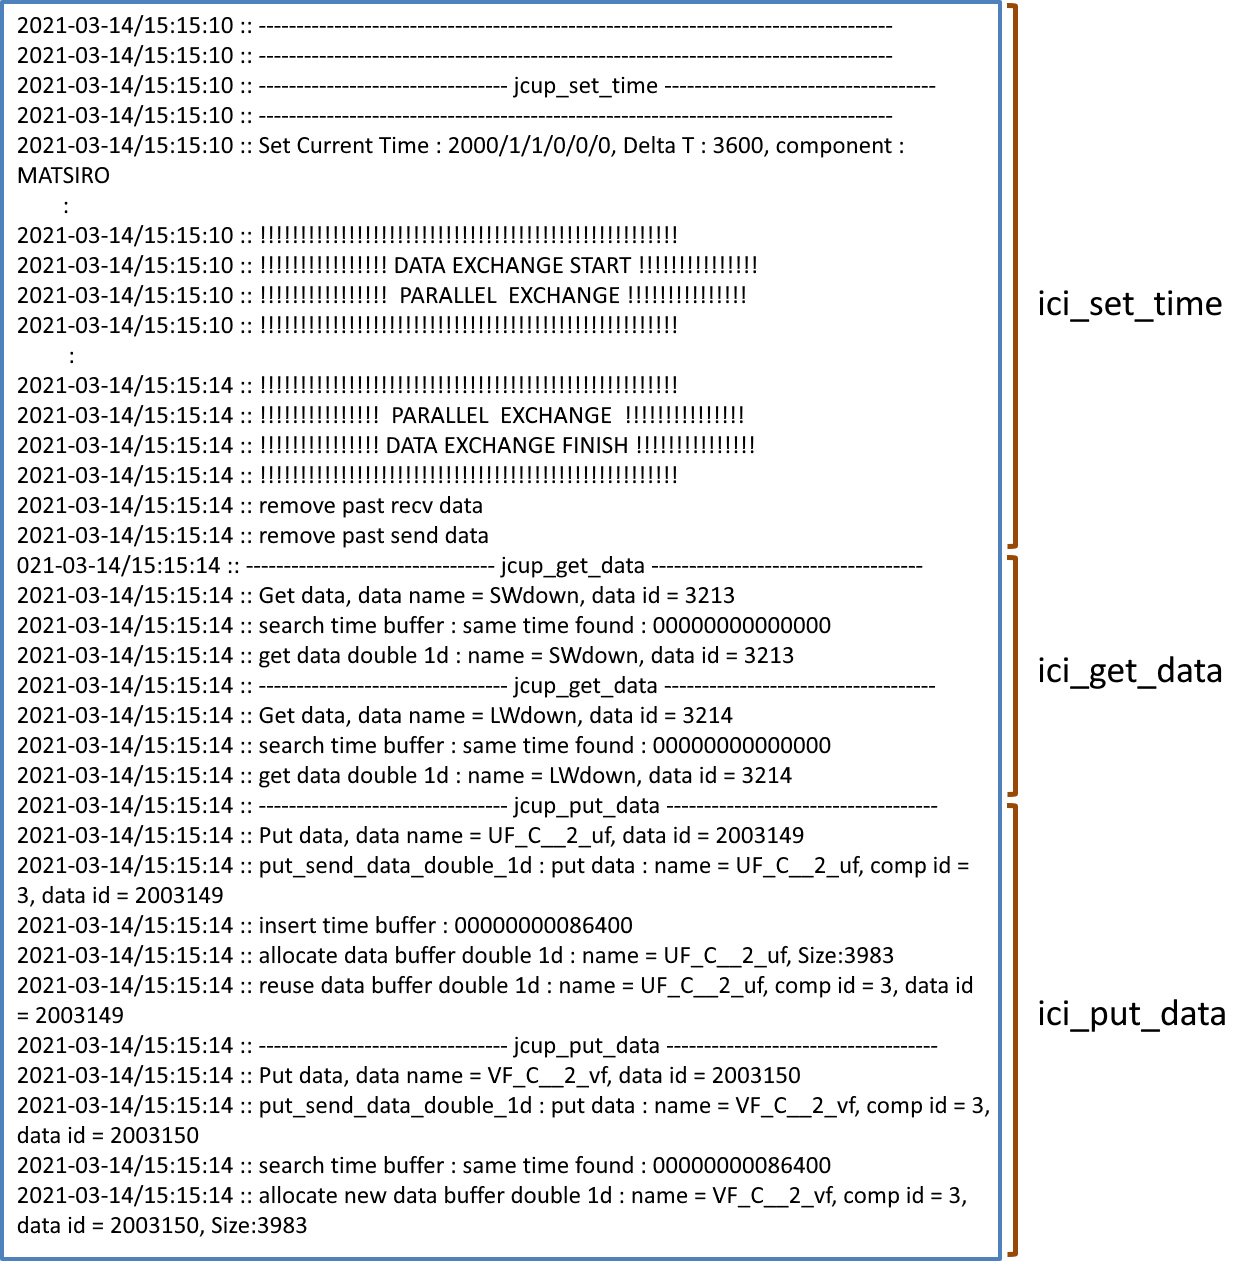 2021-03-14/15:15:10 :: -------------------------------------------------------------------------------------
2021-03-14/15:15:10 :: -------------------------------------------------------------------------------------
2021-03-14/15:15:10 :: --------------------------------- jcup_set_time ------------------------------------
2021-03-14/15:15:10 :: -------------------------------------------------------------------------------------
2021-03-14/15:15:10 :: Set Current Time : 2000/1/1/0/0/0, Delta T : 3600, component :
MATSIRO
:
2021-03-14/15:15:10 :: !!!!!!!!!!!!!!!!!!!!!!!!!!!!!!!!!!!!!!!!!!!!!!!!!!!!
2021-03-14/15:15:10 :: !!!!!!!!!!!!!!!! DATA EXCHANGE START !!!!!!!!!!!!!!!
2021-03-14/15:15:10 :: !!!!!!!!!!!!!!!! PARALLEL EXCHANGE !!!!!!!!!!!!!!!
2021-03-14/15:15:10 :: !!!!!!!!!!!!!!!!!!!!!!!!!!!!!!!!!!!!!!!!!!!!!!!!!!!!
:
2021-03-14/15:15:14 :: !!!!!!!!!!!!!!!!!!!!!!!!!!!!!!!!!!!!!!!!!!!!!!!!!!!!
2021-03-14/15:15:14 :: !!!!!!!!!!!!!!! PARALLEL EXCHANGE !!!!!!!!!!!!!!!
2021-03-14/15:15:14 :: !!!!!!!!!!!!!!! DATA EXCHANGE FINISH !!!!!!!!!!!!!!!
2021-03-14/15:15:14 :: !!!!!!!!!!!!!!!!!!!!!!!!!!!!!!!!!!!!!!!!!!!!!!!!!!!!
2021-03-14/15:15:14 :: remove past recv data
2021-03-14/15:15:14 :: remove past send data
ici_set_time
021-03-14/15:15:14 :: --------------------------------- jcup_get_data ------------------------------------
2021-03-14/15:15:14 :: Get data, data name = SWdown, data id = 3213
2021-03-14/15:15:14 :: search time buffer : same time found : 00000000000000
2021-03-14/15:15:14 :: get data double 1d : name = SWdown, data id = 3213
2021-03-14/15:15:14 :: --------------------------------- jcup_get_data ------------------------------------
2021-03-14/15:15:14 :: Get data, data name = LWdown, data id = 3214
2021-03-14/15:15:14 :: search time buffer : same time found : 00000000000000
2021-03-14/15:15:14 :: get data double 1d : name = LWdown, data id = 3214
ici_get_data
2021-03-14/15:15:14 :: --------------------------------- jcup_put_data ------------------------------------
2021-03-14/15:15:14 :: Put data, data name = UF_C__2_uf, data id = 2003149
2021-03-14/15:15:14 :: put_send_data_double_1d : put data : name = UF_C__2_uf, comp id =
3, data id = 2003149
2021-03-14/15:15:14 :: insert time buffer : 00000000086400
2021-03-14/15:15:14 :: allocate data buffer double 1d : name = UF_C__2_uf, Size:3983
2021-03-14/15:15:14 :: reuse data buffer double 1d : name = UF_C__2_uf, comp id = 3, data id
= 2003149
2021-03-14/15:15:14 :: --------------------------------- jcup_put_data ------------------------------------
2021-03-14/15:15:14 :: Put data, data name = VF_C__2_vf, data id = 2003150
2021-03-14/15:15:14 :: put_send_data_double_1d : put data : name = VF_C__2_vf, comp id = 3,
data id = 2003150
2021-03-14/15:15:14 :: search time buffer : same time found : 00000000086400
2021-03-14/15:15:14 :: allocate new data buffer double 1d : name = VF_C__2_vf, comp id = 3,
data id = 2003150, Size:3983
ici_put_data